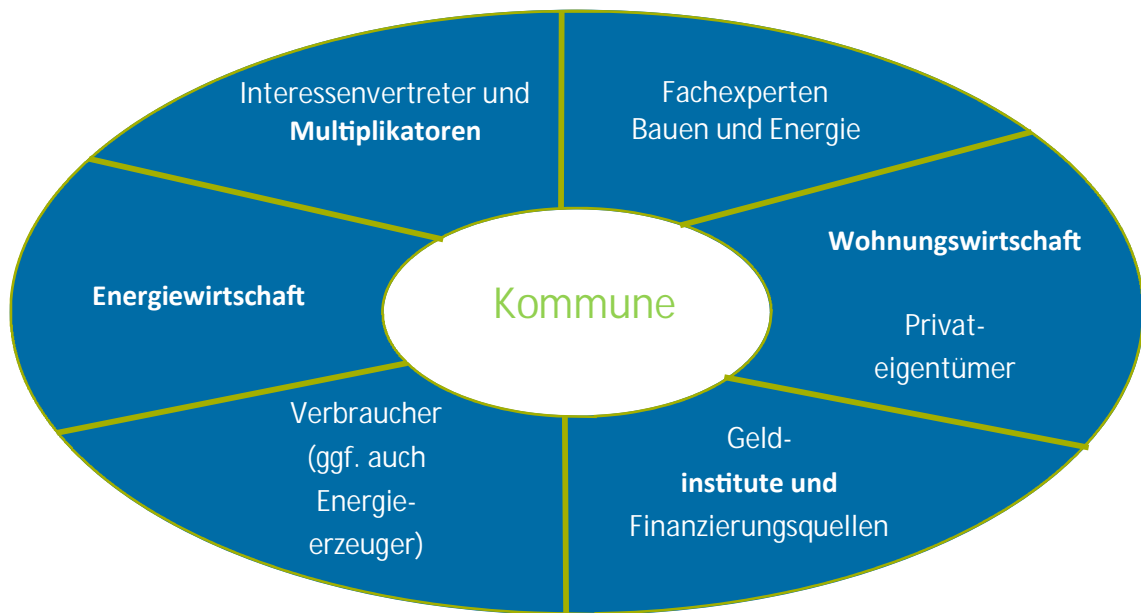 Interessenvertreter und
Multiplikatoren
Fachexperten
Bauen und Energie
Wohnungswirtschaft
Privat-
eigentümer
Energiewirtschaft
Kommune
Verbraucher
(ggf. auch
Energie-
erzeuger)
Geld-
institute und
Finanzierungsquellen